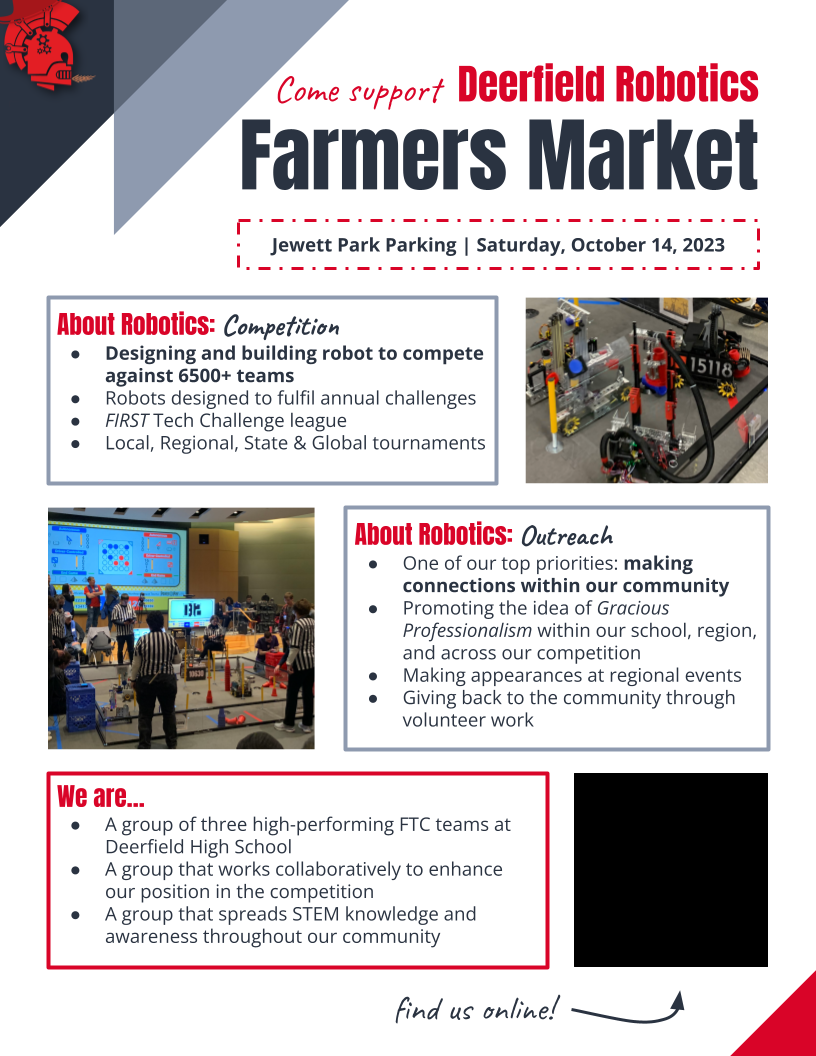 Come support Deerfield Robotics
Farmers Market
Jewett Park Parking | Saturday, October 14, 2023
About Robotics: Competition
● Designing and building robot to compete
against 6500+ teams
● Robots designed to fulfil annual challenges
● FIRST Tech Challenge league
● Local, Regional, State & Global tournaments
15118
About Robotics: Outreach
● One of our top priorities: making
connections within our community
● Promoting the idea of Gracious
Professionalism within our school, region,
and across our competition
● Making appearances at regional events
● Giving back to the community through
volunteer work
We are...
● A group of three high-performing FTC teams at
Deerfield High School
● A group that works collaboratively to enhance
our position in the competition
● A group that spreads STEM knowledge and
awareness throughout our community
find us online!